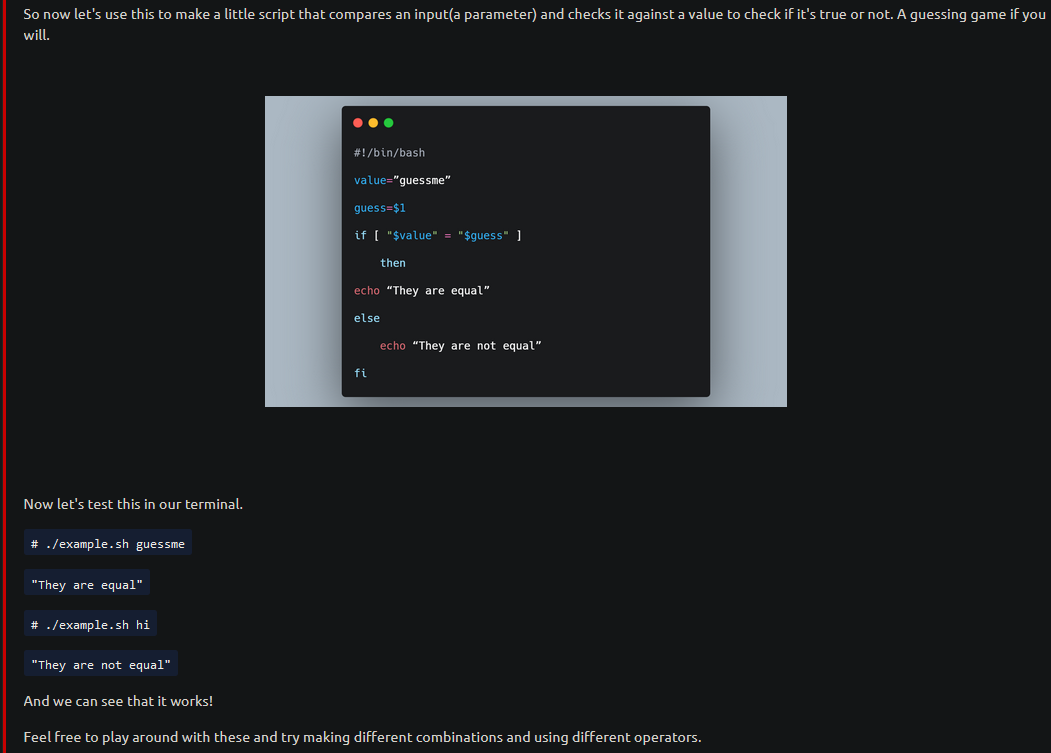 So now let's use this to make a little script that compares an input(a parameter) and checks it against a value to check if it's true or not. A guessing game if you
will.
#!/bin/bash
value=“guessme”
guess=$1
if [ "$value" = "$guess" ]
then
echo “They are equal”
else
echo “They are not equal”
fi
Now let's test this in our terminal.
# ./example.sh guessme
"They are equal"
# ./example.sh hi
"They are not equal"
And we can see that it works!
Feel free to play around with these and try making different combinations and using different operators.